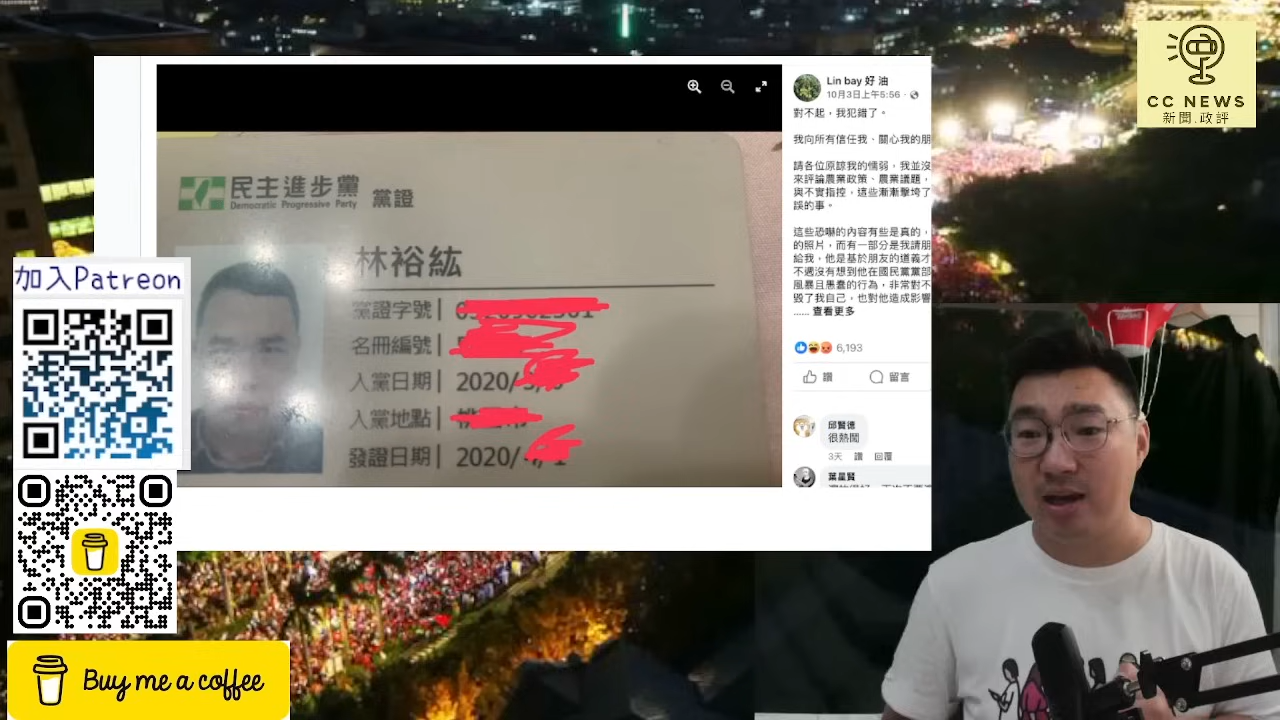 CC NEWS
新聞.政評
民主進步黨
Democratic Progressive Party
黨證
林裕紘
黨證字號
名冊編號
入黨日期 2020/
入黨地點
發證日期 2020/
Lin bay 好油
10月3日上午5:56
對不起，我犯錯了。
我向所有信任我、關心我的朋
請各位原諒我的懦弱，我並沒
來評論農業政策、農業議題，
與不實指控，這些漸漸擊垮了
誤的事。
這些恐嚇的內容有些是真的，
的照片，而有一部分是我請朋
給我，他是基於朋友的道義才
不過沒有想到他在國民黨黨部
風暴且愚蠢的行為，非常對不
毀了我自己，也對他造成影響
...... 查看更多
6,193
讚 留言
邱賢德
很熱鬧
3天 讚 回覆
葉星賢
加入Patreon
Buy me a coffee